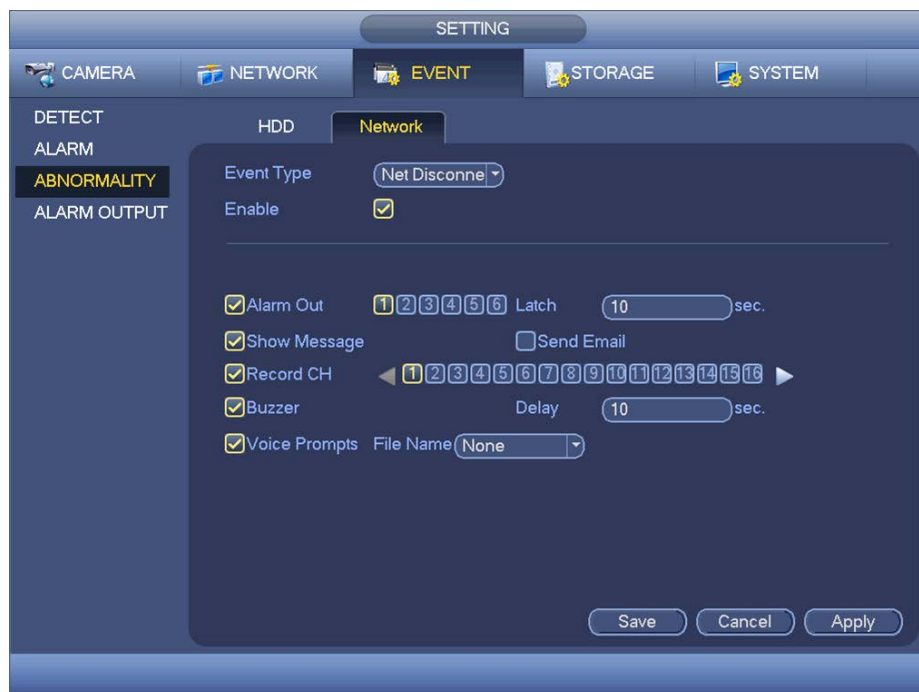 SETTING
CAMERA NETWORK EVENT STORAGE SYSTEM
DETECT
ALARM
ABNORMALITY
ALARM OUTPUT
HDD Network
Event Type Net Disconne
Enable
Alarm Out 1 2 3 4 5 6 Latch 10 sec.
Show Message Send Email
Record CH 1 2 3 4 5 6 7 8 9 10 11 12 13 14 15 16
Buzzer Delay 10 sec.
Voice Prompts File Name None
Save Cancel Apply